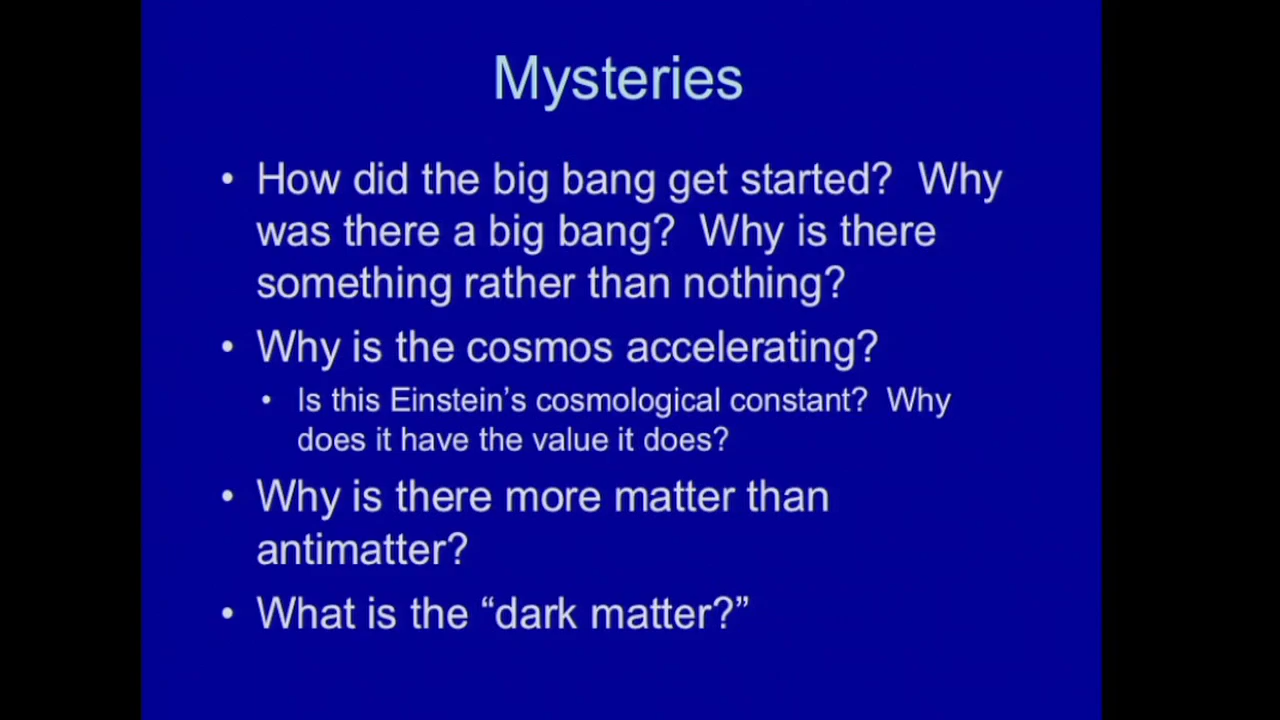 Mysteries
• How did the big bang get started?  Why
was there a big bang?  Why is there
something rather than nothing?
• Why is the cosmos accelerating?
• Is this Einstein’s cosmological constant?  Why
does it have the value it does?
• Why is there more matter than
antimatter?
• What is the “dark matter?”